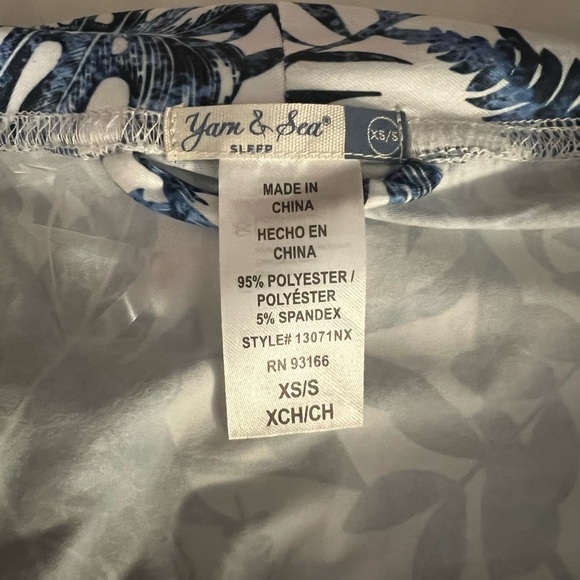 Yarn & Sea®
SLEEP
XS/S
MADE IN
CHINA
HECHO EN
CHINA
95% POLYESTER /
POLYÉSTER
5% SPANDEX
STYLE# 13071NX
RN 93166
XS/S
XCH/CH